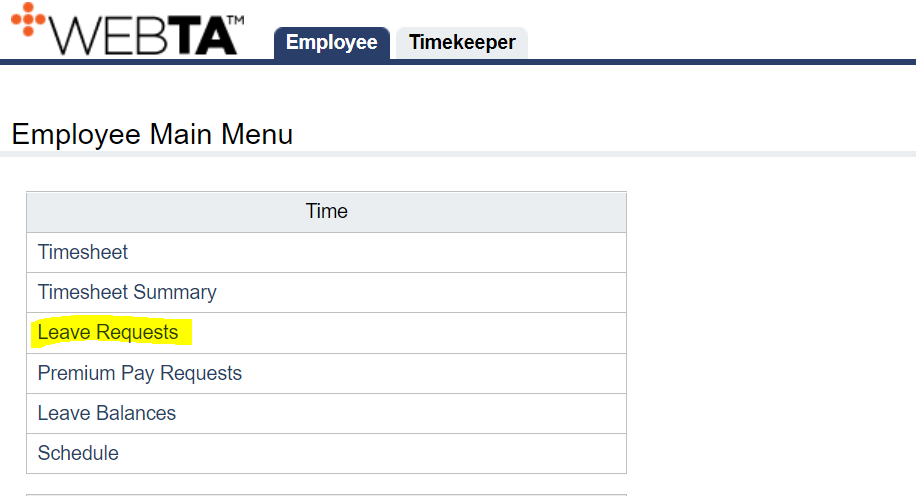 WEBTA™
Employee Timekeeper
Employee Main Menu
Time
Timesheet
Timesheet Summary
Leave Requests
Premium Pay Requests
Leave Balances
Schedule